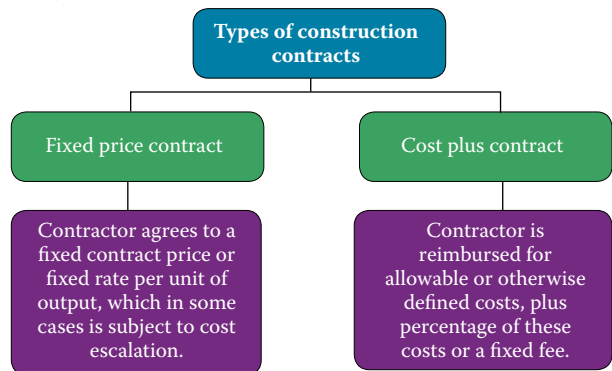 Types of construction
contracts
Fixed price contract
Cost plus contract
Contractor agrees to a
fixed contract price or
fixed rate per unit of
output, which in some
cases is subject to cost
escalation.
Contractor is
reimbursed for
allowable or otherwise
defined costs, plus
percentage of these
costs or a fixed fee.